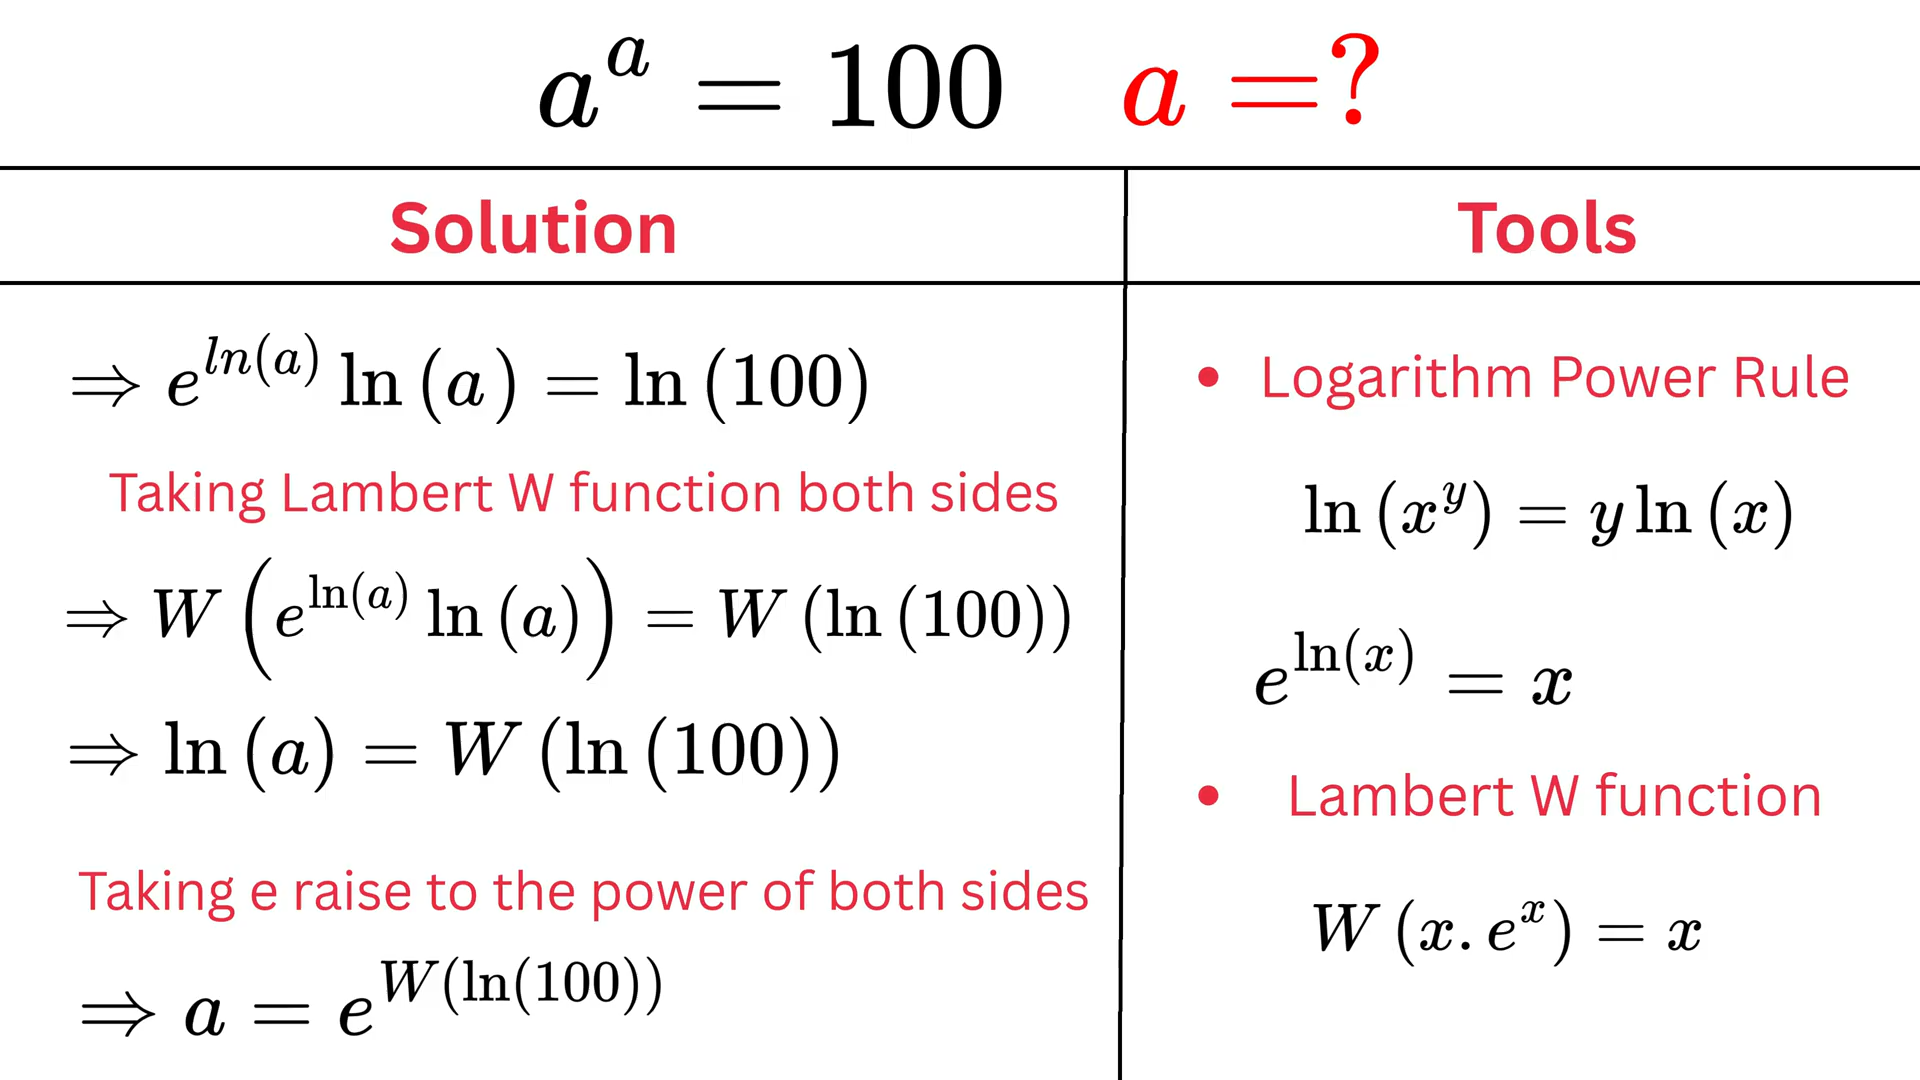 a^a = 100 a =?
Solution
Tools
⇒ e^{ln(a)} ln (a) = ln (100)
Taking Lambert W function both sides
⇒ W (e^{ln(a)} ln (a)) = W (ln (100))
⇒ ln (a) = W (ln (100))
Taking e raise to the power of both sides
⇒ a = e^{W(ln(100))}
• Logarithm Power Rule
ln (x^y) = y ln (x)
e^{ln(x)} = x
• Lambert W function
W (x. e^x) = x